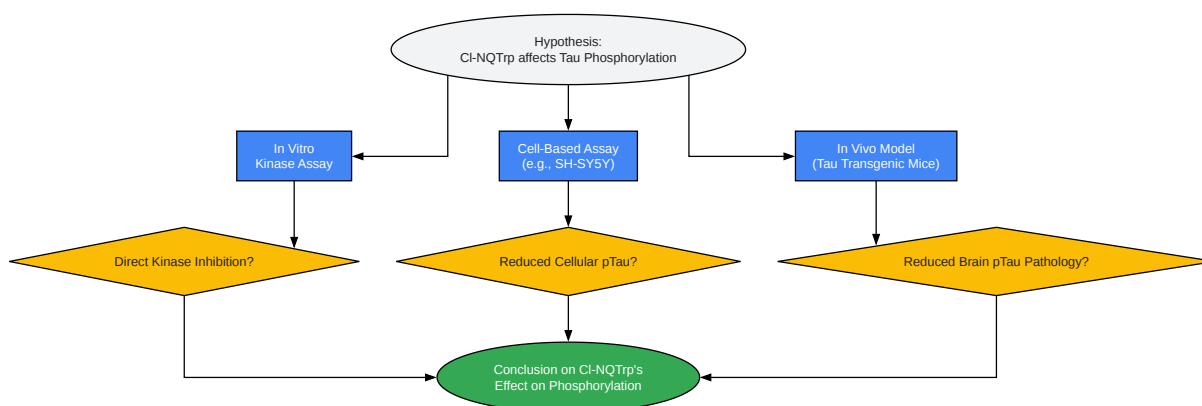 Hypothesis:
Cl-NQTrp affects Tau Phosphorylation
In Vitro
Kinase Assay
Cell-Based Assay
(e.g., SH-SY5Y)
In Vivo Model
(Tau Transgenic Mice)
Direct Kinase Inhibition?
Reduced Cellular pTau?
Reduced Brain pTau Pathology?
Conclusion on Cl-NQTrp's
Effect on Phosphorylation